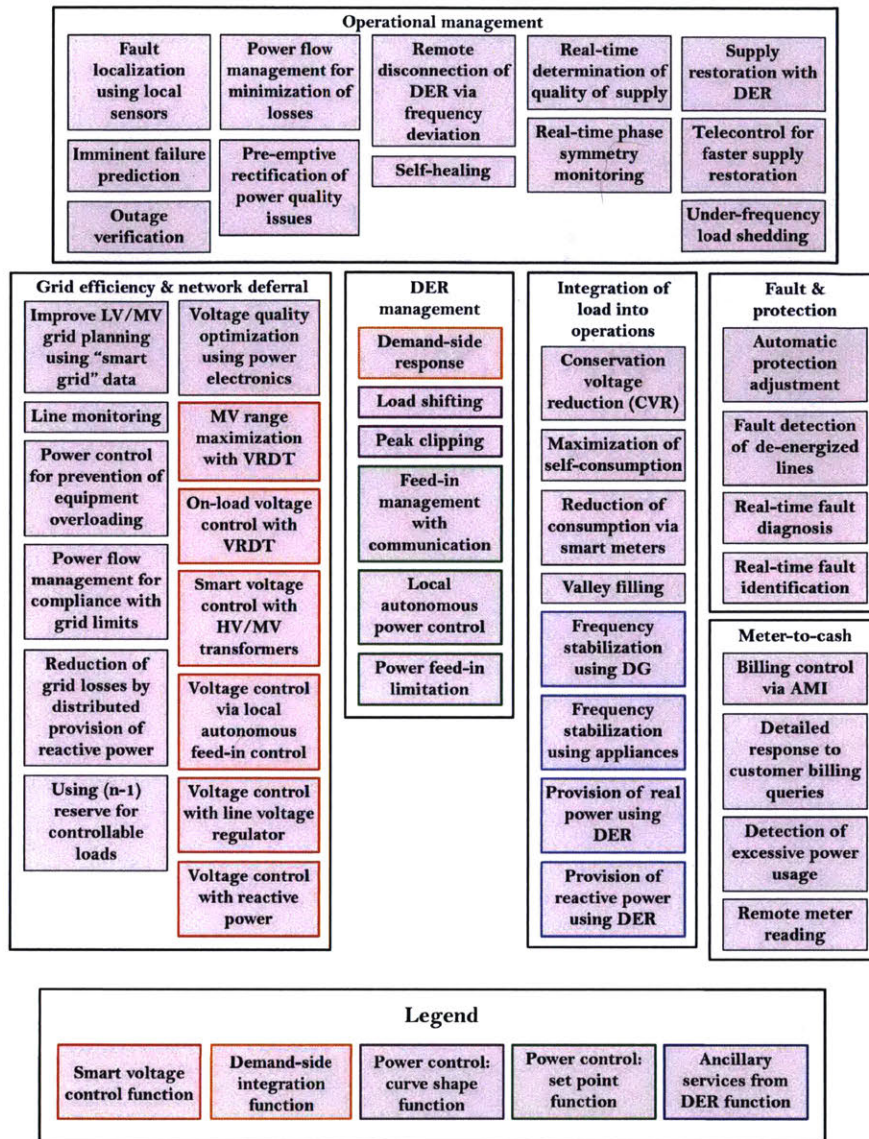 Operational management
Fault
localization
using local
sensors
Imminent failure
prediction
Outage
verification
Power flow
management for
minimization of
losses
Pre-emptive
rectification of
power quality
issues
Remote
disconnection of
DER via
frequency
deviation
Self-healing
Real-time
determination of
quality of supply
Real-time phase
symmetry
monitoring
Supply
restoration with
DER
Telecontrol for
faster supply
restoration
Under-frequency
load shedding
Grid efficiency & network deferral
Improve LV/MV
grid planning
using “smart
grid” data
Line monitoring
Power control
for prevention of
equipment
overloading
Power flow
management for
compliance with
grid limits
Reduction of
grid losses by
distributed
provision of
reactive power
Using (n-1)
reserve for
controllable
loads
Voltage quality
optimization
using power
electronics
MV range
maximization
with VRDT
On-load voltage
control with
VRDT
Smart voltage
control with
HV/MV
transformers
Voltage control
via local
autonomous
feed-in control
Voltage control
with line voltage
regulator
Voltage control
with reactive
power
DER
management
Demand-side
response
Load shifting
Peak clipping
Feed-in
management
with
communication
Local
autonomous
power control
Power feed-in
limitation
Integration of
load into
operations
Conservation
voltage
reduction (CVR)
Maximization of
self-consumption
Reduction of
consumption via
smart meters
Valley filling
Frequency
stabilization
using DG
Frequency
stabilization
using appliances
Provision of real
power using
DER
Provision of
reactive power
using DER
Fault &
protection
Automatic
protection
adjustment
Fault detection
of de-energized
lines
Real-time fault
diagnosis
Real-time fault
identification
Meter-to-cash
Billing control
via AMI
Detailed
response to
customer billing
queries
Detection of
excessive power
usage
Remote meter
reading
Legend
Smart voltage
control function
Demand-side
integration
function
Power control:
curve shape
function
Power control:
set point
function
Ancillary
services from
DER function